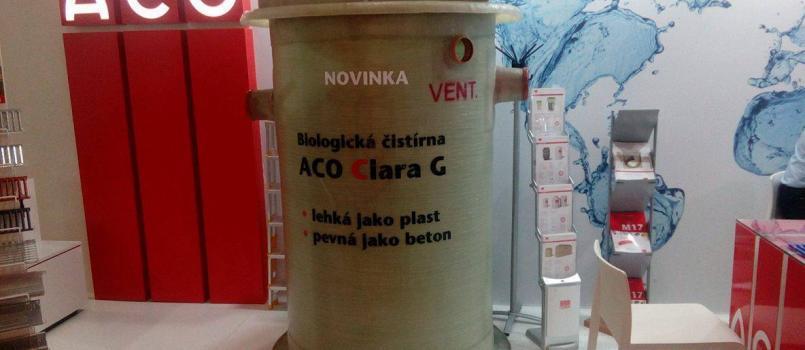 ACO
NOVINKA
VENT.
Biologická čistírna
ACO Clara G
• lehká jako plast
• pevná jako beton
M17